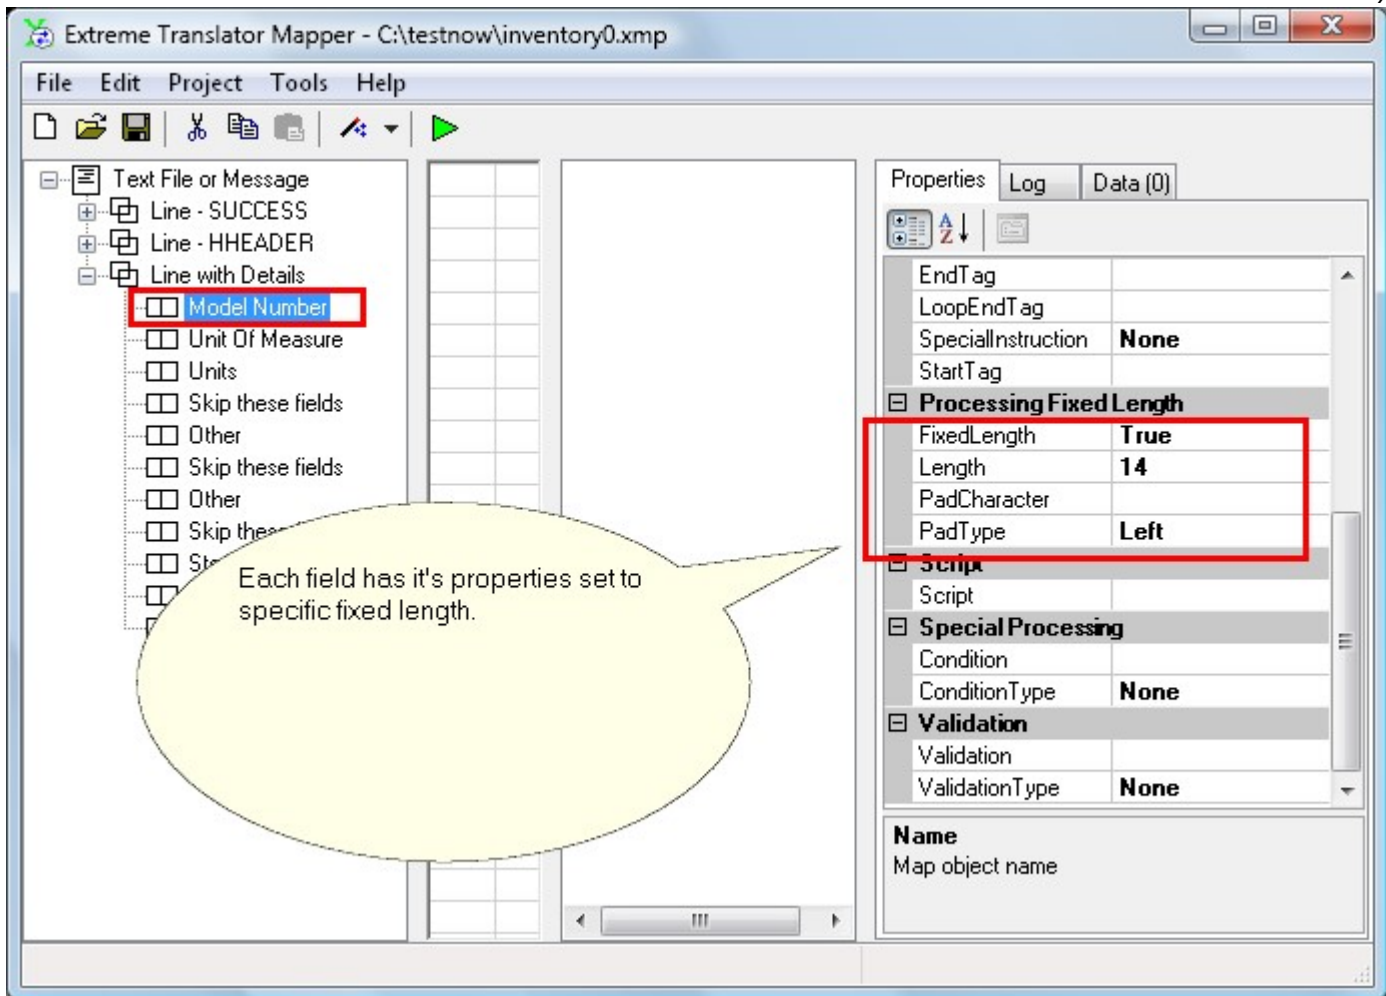 Extreme Translator Mapper - C:\testnow\inventory0.xmp
File Edit Project Tools Help
Text File or Message
Line - SUCCESS
Line - HHEADER
Line with Details
Model Number
Unit Of Measure
Units
Skip these fields
Other
Skip these fields
Other
Skip
Each field has it's properties set to
specific fixed length.
Properties Log Data (0)
EndTag
LoopEndTag
SpecialInstruction None
StartTag
Processing Fixed Length
FixedLength True
Length 14
PadCharacter
PadType Left
Script
Script
Special Processing
Condition
ConditionType None
Validation
Validation
ValidationType None
Name
Map object name